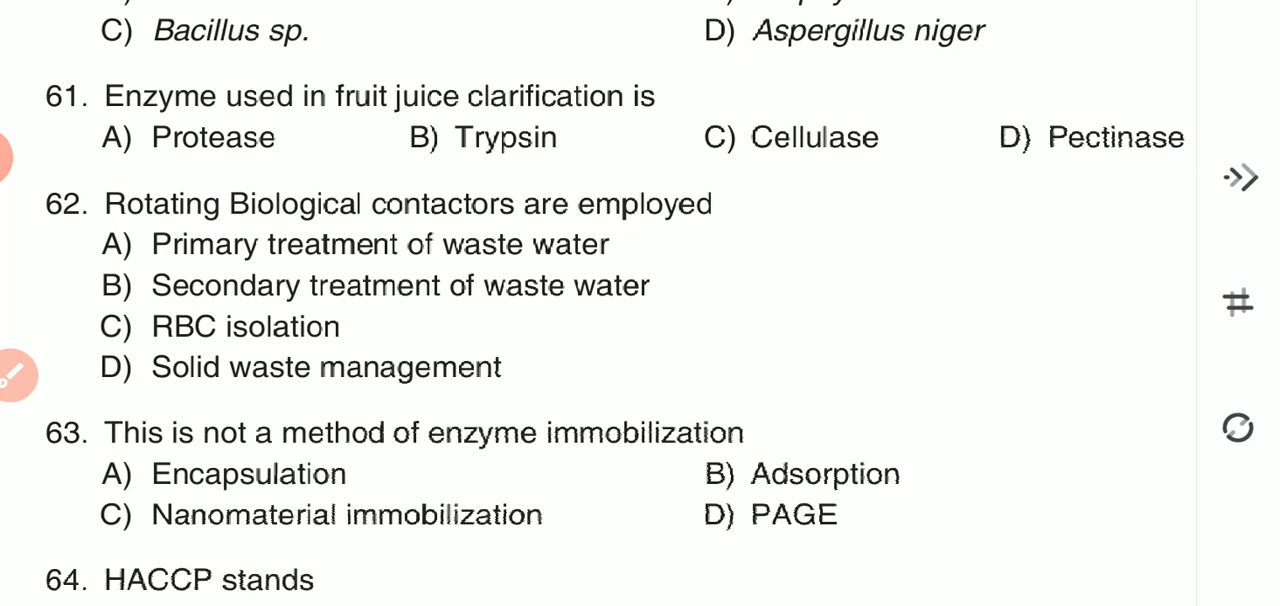 C) Bacillus sp. D) Aspergillus niger
61. Enzyme used in fruit juice clarification is
A) Protease B) Trypsin C) Cellulase D) Pectinase
62. Rotating Biological contactors are employed
A) Primary treatment of waste water
B) Secondary treatment of waste water
C) RBC isolation
D) Solid waste management
63. This is not a method of enzyme immobilization
A) Encapsulation B) Adsorption
C) Nanomaterial immobilization D) PAGE
64. HACCP stands